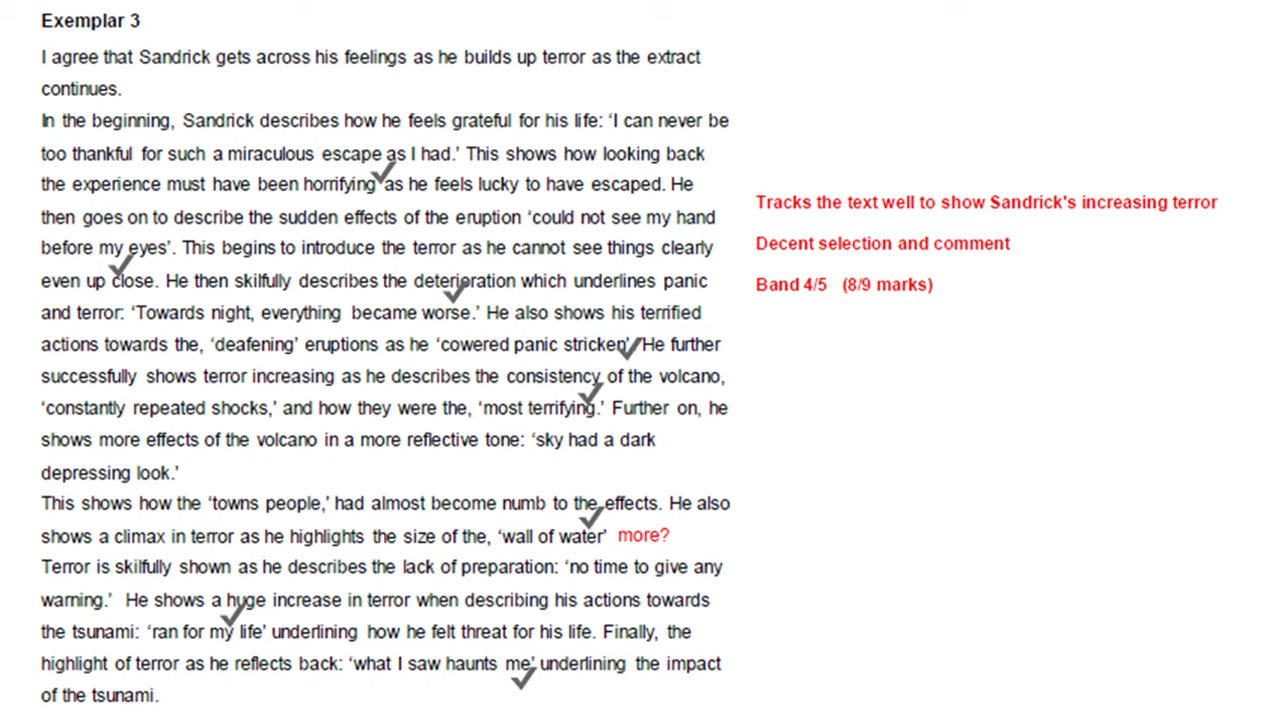 Exemplar 3
I agree that Sandrick gets across his feelings as he builds up terror as the extract
continues.
In the beginning, Sandrick describes how he feels grateful for his life: ‘I can never be
too thankful for such a miraculous escape as I had.’ This shows how looking back
the experience must have been horrifying as he feels lucky to have escaped. He
then goes on to describe the sudden effects of the eruption ‘could not see my hand
before my eyes’. This begins to introduce the terror as he cannot see things clearly
even up close. He then skilfully describes the deterioration which underlines panic
and terror: ‘Towards night, everything became worse.’ He also shows his terrified
actions towards the, ‘deafening’ eruptions as he ‘cowered panic stricken’. He further
successfully shows terror increasing as he describes the consistency of the volcano,
‘constantly repeated shocks,’ and how they were the, ‘most terrifying.’ Further on, he
shows more effects of the volcano in a more reflective tone: ‘sky had a dark
depressing look.’
This shows how the ‘towns people,’ had almost become numb to the effects. He also
shows a climax in terror as he highlights the size of the, ‘wall of water’ more?
Terror is skilfully shown as he describes the lack of preparation: ‘no time to give any
warning.’ He shows a huge increase in terror when describing his actions towards
the tsunami: ‘ran for my life’ underlining how he felt threat for his life. Finally, the
highlight of terror as he reflects back: ‘what I saw haunts me’ underlining the impact
of the tsunami.
Tracks the text well to show Sandrick's increasing terror
Decent selection and comment
Band 4/5 (8/9 marks)